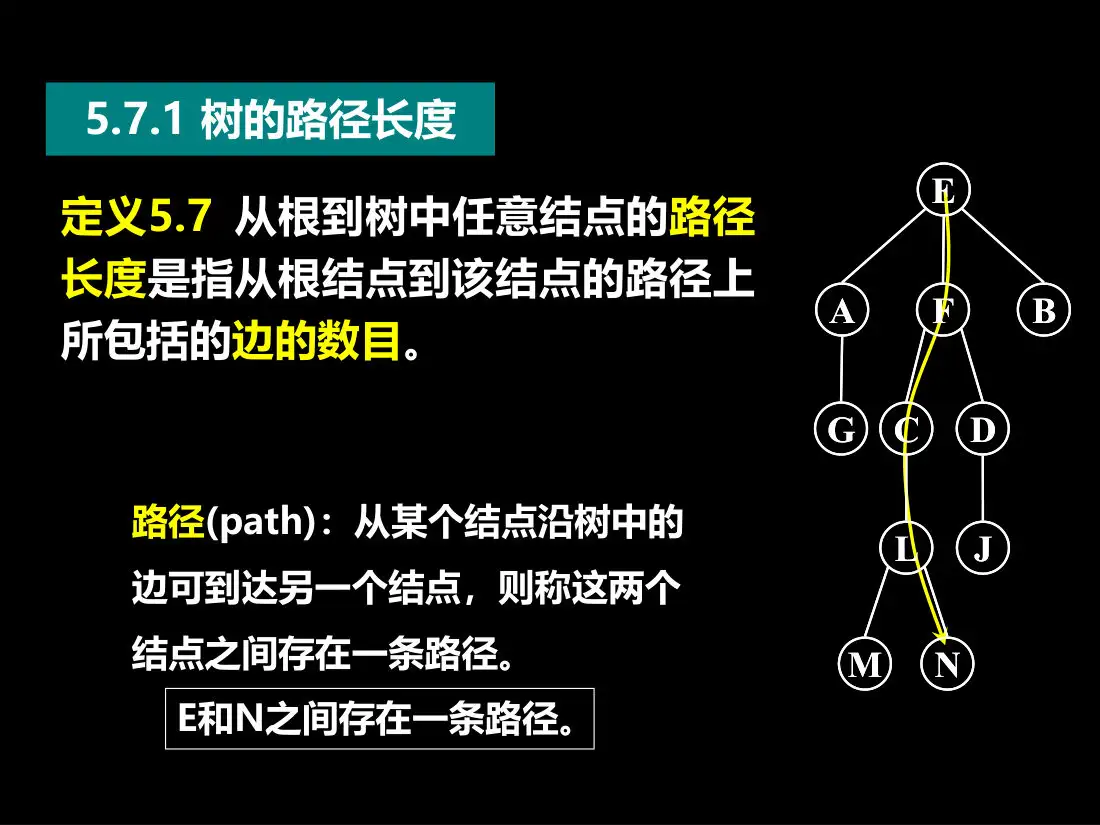 5.7.1 树的路径长度
定义5.7 从根到树中任意结点的路径
长度是指从根结点到该结点的路径上
所包括的边的数目。
路径(path)：从某个结点沿树中的
边可到达另一个结点，则称这两个
结点之间存在一条路径。
E和N之间存在一条路径。
E
A F B
G C D
L J
M N